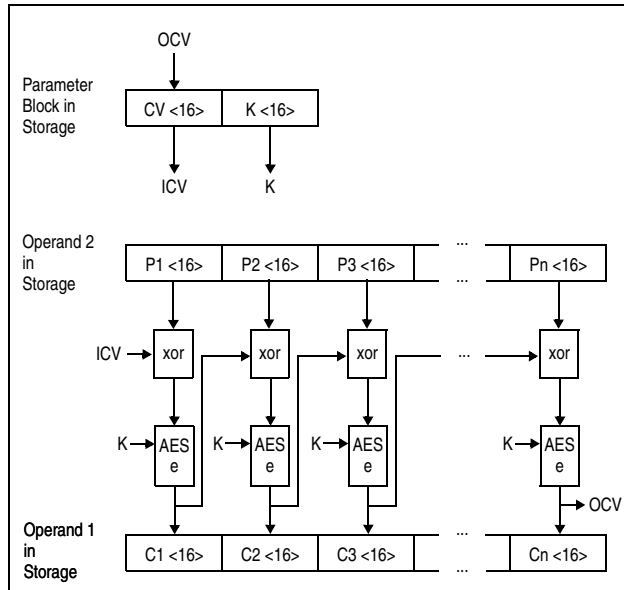 OCV
Parameter
Block in
Storage
CV <16> K <16>
ICV K
Operand 2
in
Storage
P1 <16> P2 <16> P3 <16> ... ... Pn <16>
ICV xor xor xor ... xor
K AES e K AES e K AES e K AES e
OCV
Operand 1
in
Storage
C1 <16> C2 <16> C3 <16> ... ... Cn <16>